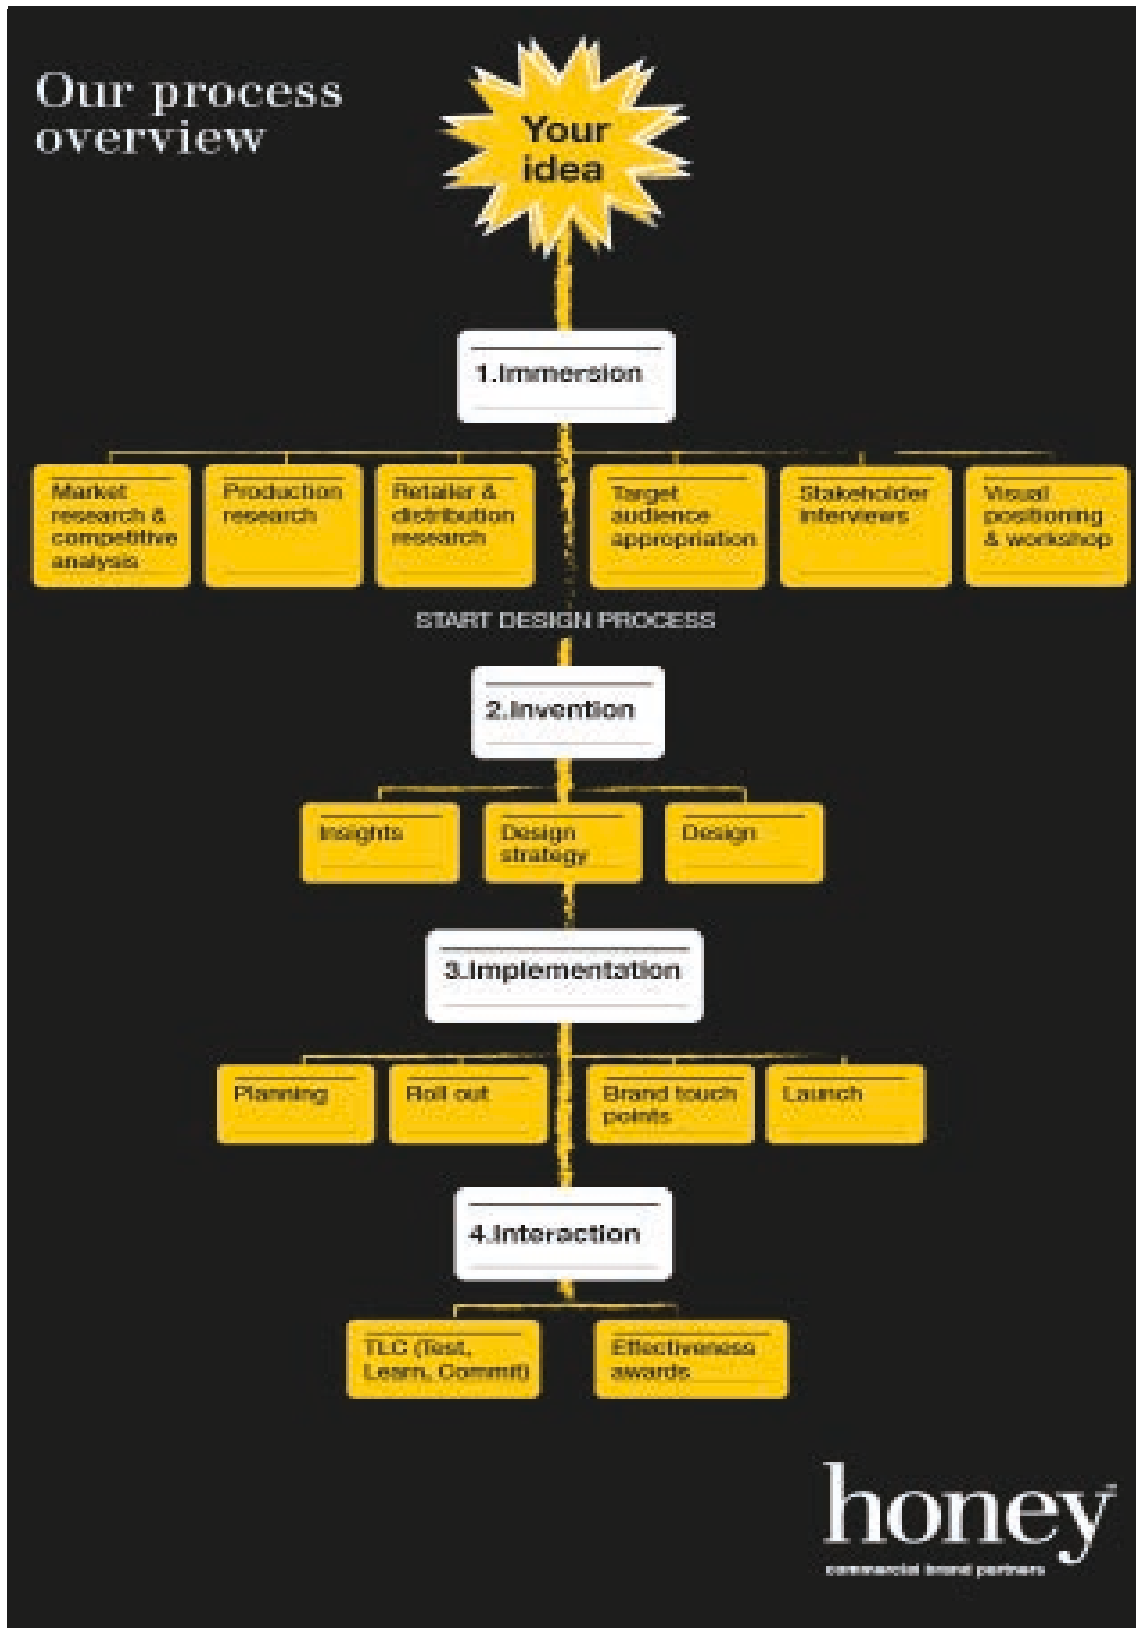 Our process
overview
Your
idea
1.Immersion
Market
research &
competitive
analysis
Production
research
Retailer &
distribution
research
Target
audience
appropriation
Stakeholder
interviews
Visual
positioning
& workshop
START DESIGN PROCESS
2.Invention
Insights
Design
strategy
Design
3.Implementation
Planning
Roll out
Brand touch
points
Launch
4.Interaction
TLC (Test,
Learn, Commit)
Effectiveness
awards
honey
commercial brand partners